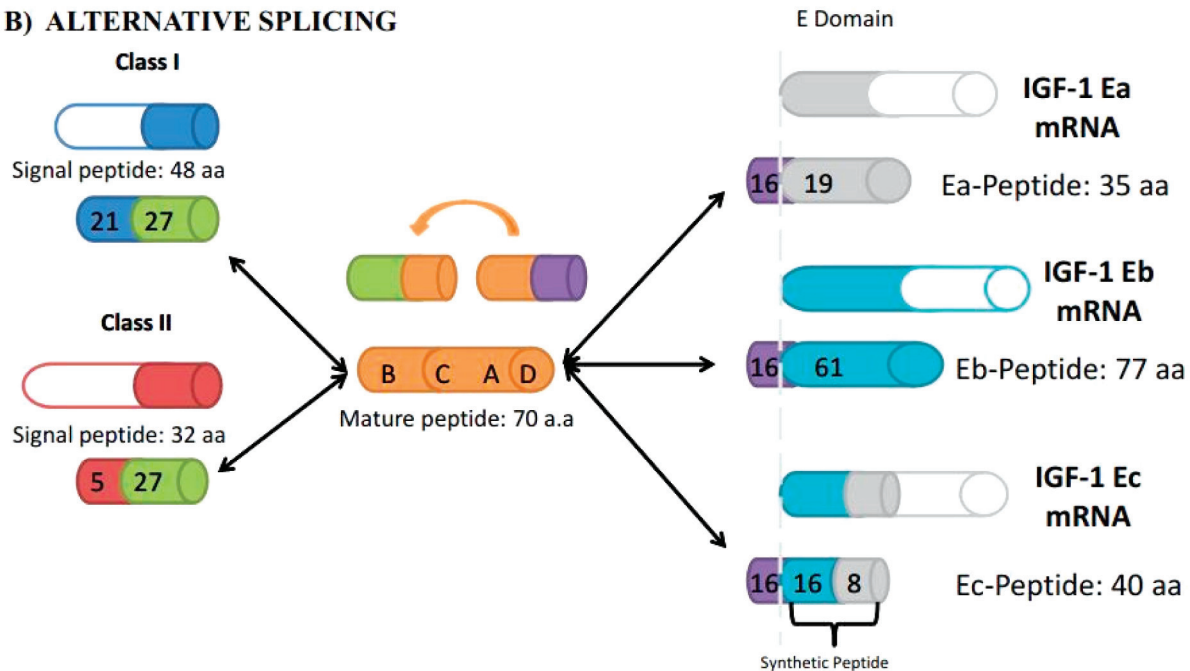 B) ALTERNATIVE SPLICING
Class I
Signal peptide: 48 aa
21 27
Class II
Signal peptide: 32 aa
5 27
B C A D
Mature peptide: 70 a.a
E Domain
IGF-1 Ea
mRNA
16 19
Ea-Peptide: 35 aa
IGF-1 Eb
mRNA
16 61
Eb-Peptide: 77 aa
IGF-1 Ec
mRNA
16 16 8
Ec-Peptide: 40 aa
Synthetic Peptide